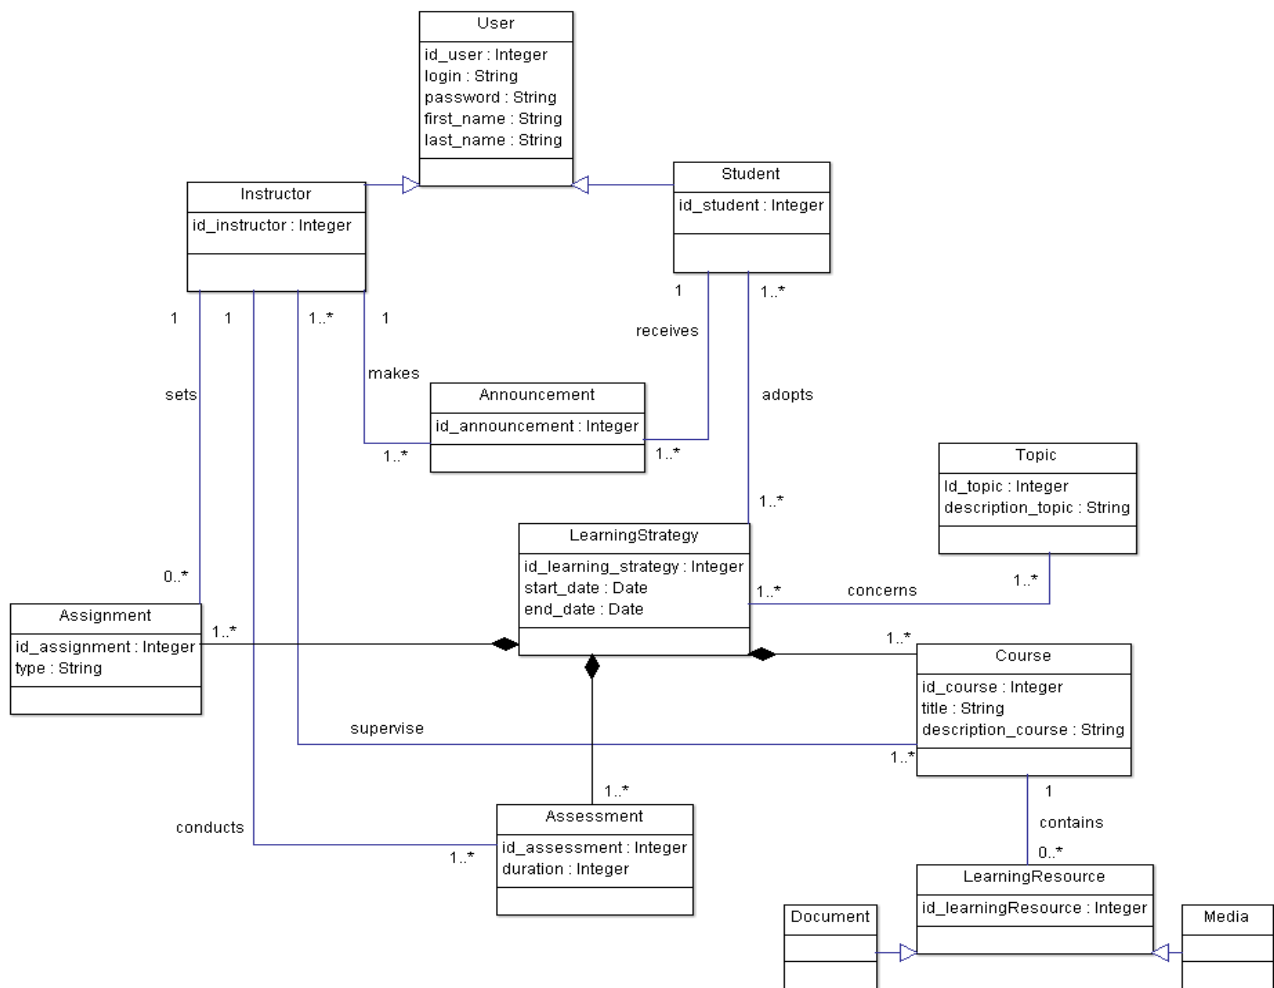 User
id_user : Integer
login : String
password : String
first_name : String
last_name : String
Instructor
id_instructor : Integer
Student
id_student : Integer
1
1
1..*
1
1
1..*
receives
makes
sets
adopts
Announcement
id_announcement : Integer
1..*
1..*
Topic
Id_topic : Integer
description_topic : String
1..*
LearningStrategy
id_learning_strategy : Integer
start_date : Date
end_date : Date
0..*
1..*
concerns
1..*
Assignment
id_assignment : Integer
type : String
1..*
1..*
Course
id_course : Integer
title : String
description_course : String
supervise
1..*
1..*
1
Assessment
id_assessment : Integer
duration : Integer
conducts
1..*
contains
0..*
LearningResource
id_learningResource : Integer
Document
Media